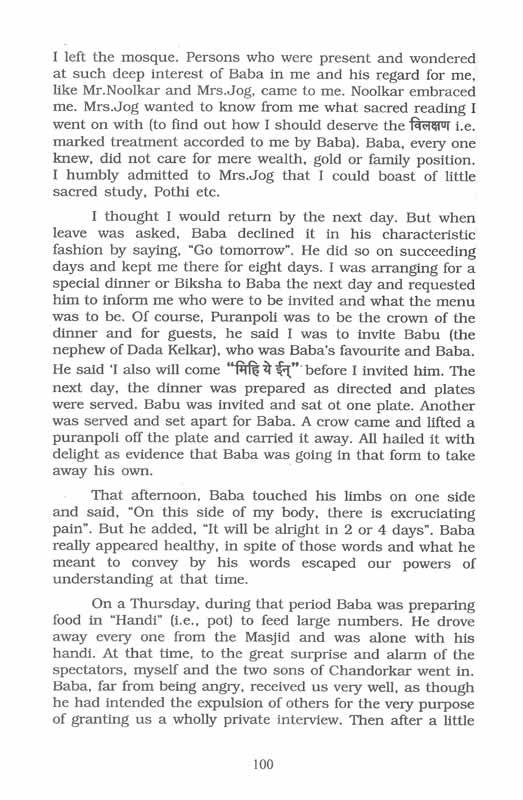 I left the mosque. Persons who were present and wondered
at such deep interest of Baba in me and his regard for me,
like Mr.Noolkar and Mrs.Jog, came to me. Noolkar embraced
me. Mrs.Jog wanted to know from me what sacred reading I
went on with (to find out how I should deserve the विलक्षण i.e.
marked treatment accorded to me by Baba). Baba, every one
knew, did not care for mere wealth, gold or family position.
I humbly admitted to Mrs.Jog that I could boast of little
sacred study, Pothi etc.
I thought I would return by the next day. But when
leave was asked, Baba declined it in his characteristic
fashion by saying, "Go tomorrow". He did so on succeeding
days and kept me there for eight days. I was arranging for a
special dinner or Biksha to Baba the next day and requested
him to inform me who were to be invited and what the menu
was to be. Of course, Puranpoli was to be the crown of the
dinner and for guests, he said I was to invite Babu (the
nephew of Dada Kelkar), who was Baba's favourite and Baba.
He said 'I also will come "मिहि ये ईन्" before I invited him. The
next day, the dinner was prepared as directed and plates
were served. Babu was invited and sat ot one plate. Another
was served and set apart for Baba. A crow came and lifted a
puranpoli off the plate and carried it away. All hailed it with
delight as evidence that Baba was going in that form to take
away his own.
That afternoon, Baba touched his limbs on one side
and said, "On this side of my body, there is excruciating
pain". But he added, "It will be alright in 2 or 4 days". Baba
really appeared healthy, in spite of those words and what he
meant to convey by his words escaped our powers of
understanding at that time.
On a Thursday, during that period Baba was preparing
food in "Handi" (i.e., pot) to feed large numbers. He drove
away every one from the Masjid and was alone with his
handi. At that time, to the great surprise and alarm of the
spectators, myself and the two sons of Chandorkar went in.
Baba, far from being angry, received us very well, as though
he had intended the expulsion of others for the very purpose
of granting us a wholly private interview. Then after a little
100